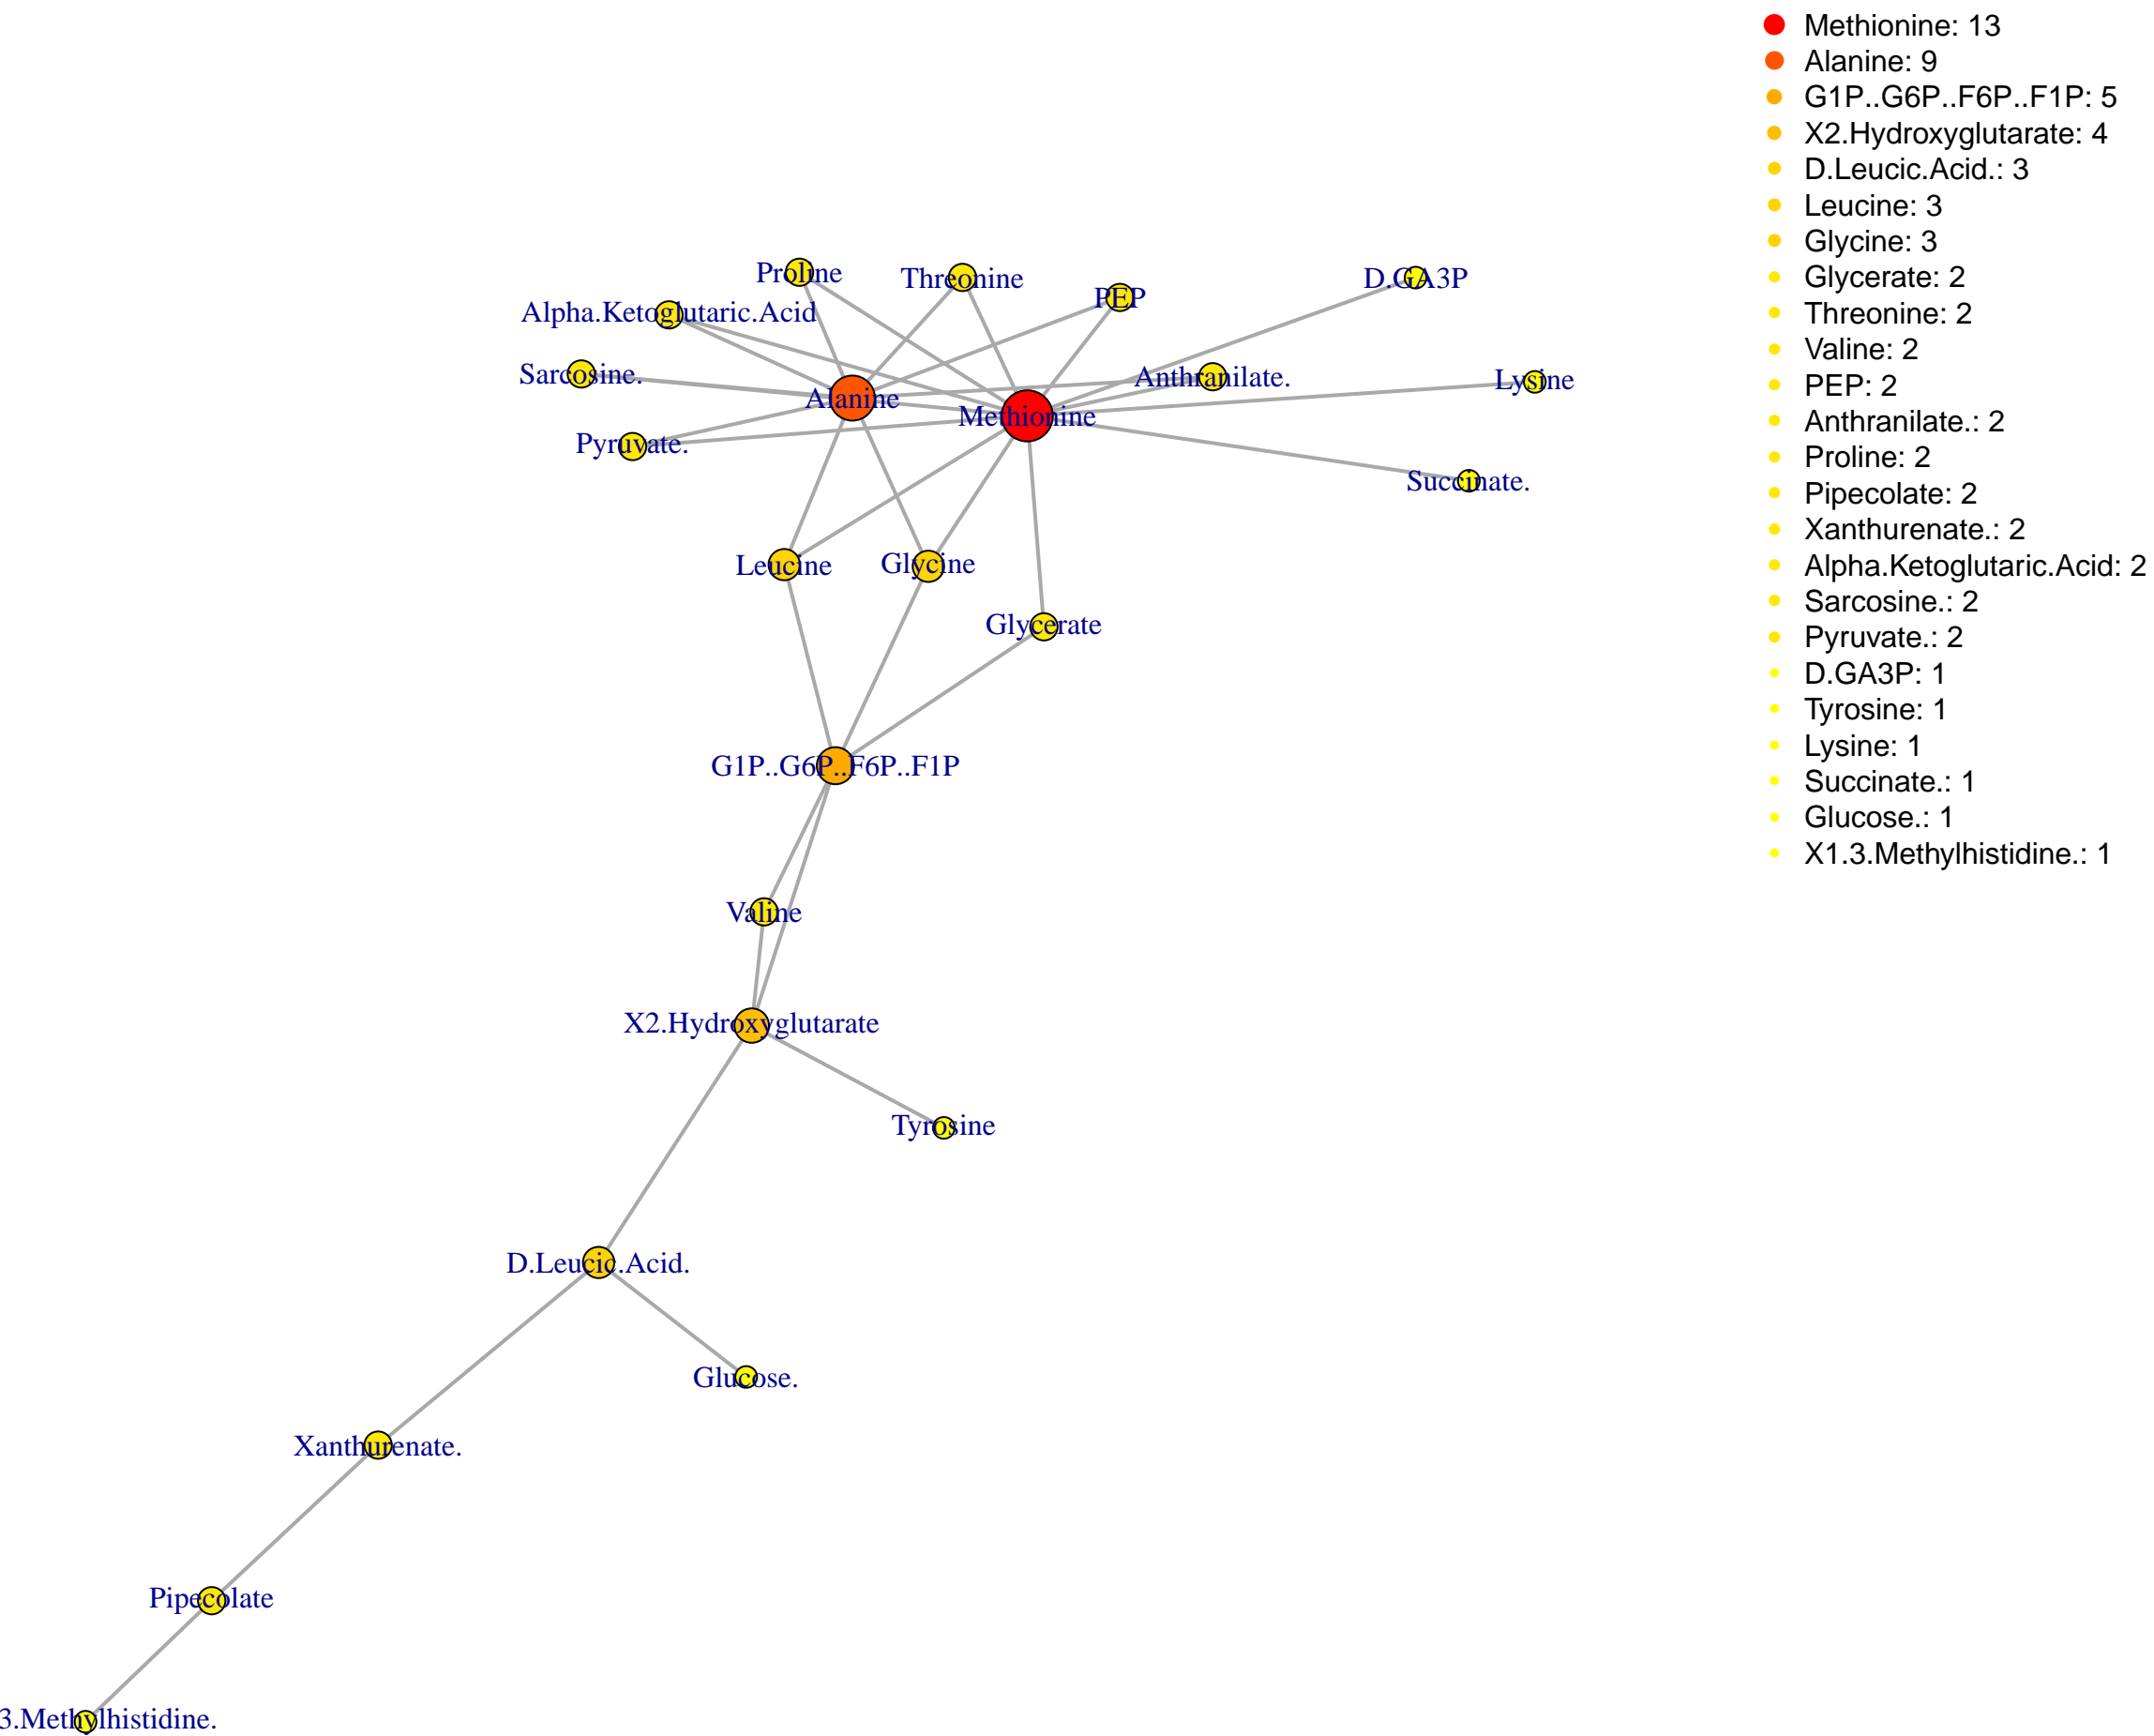 Methionine: 13
Alanine: 9
G1P..G6P..F6P..F1P: 5
X2.Hydroxyglutarate: 4
D.Leucic.Acid.: 3
Leucine: 3
Glycine: 3
Glycerate: 2
Threonine: 2
Valine: 2
PEP: 2
Anthranilate.: 2
Proline: 2
Pipecolate: 2
Xanthurenate.: 2
Alpha.Ketoglutaric.Acid: 2
Sarcosine.: 2
Pyruvate.: 2
D.GA3P: 1
Tyrosine: 1
Lysine: 1
Succinate.: 1
Glucose.: 1
X1.3.Methylhistidine.: 1
Proline
Threonine
D.GA3P
PEP
Alpha.Ketoglutaric.Acid
Sarcosine.
Anthranilate.
Lysine
Alanine
Methionine
Pyruvate.
Succinate.
Leucine
Glycine
Glycerate
G1P..G6P..F6P..F1P
Valine
X2.Hydroxyglutarate
Tyrosine
D.Leucic.Acid.
Glucose.
Xanthurenate.
Pipecolate
3.Methylhistidine.